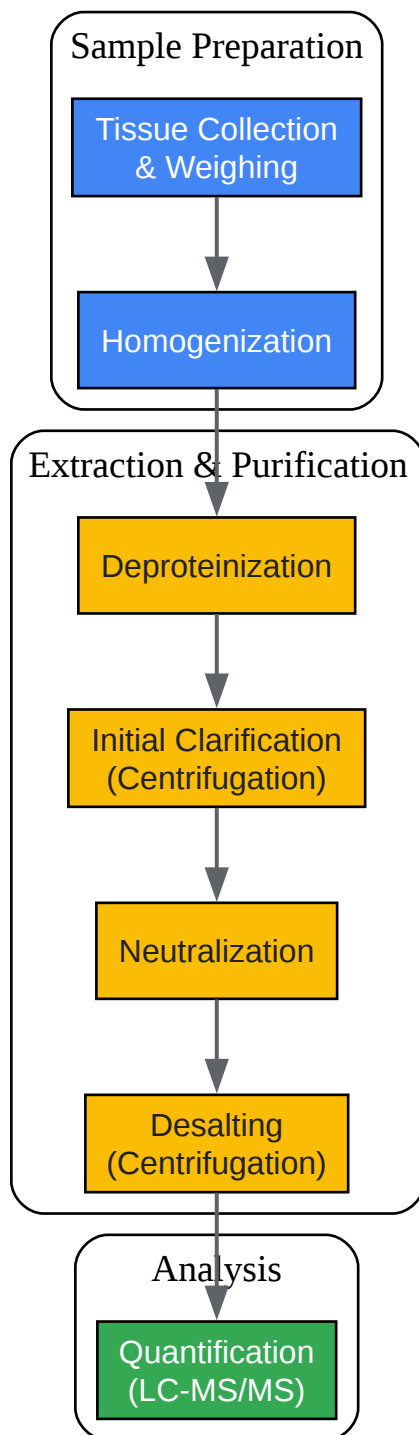 Sample Preparation
Tissue Collection
& Weighing
Homogenization
Extraction & Purification
Deproteinization
Initial Clarification
(Centrifugation)
Neutralization
Desalting
(Centrifugation)
Analysis
Quantification
(LC-MS/MS)